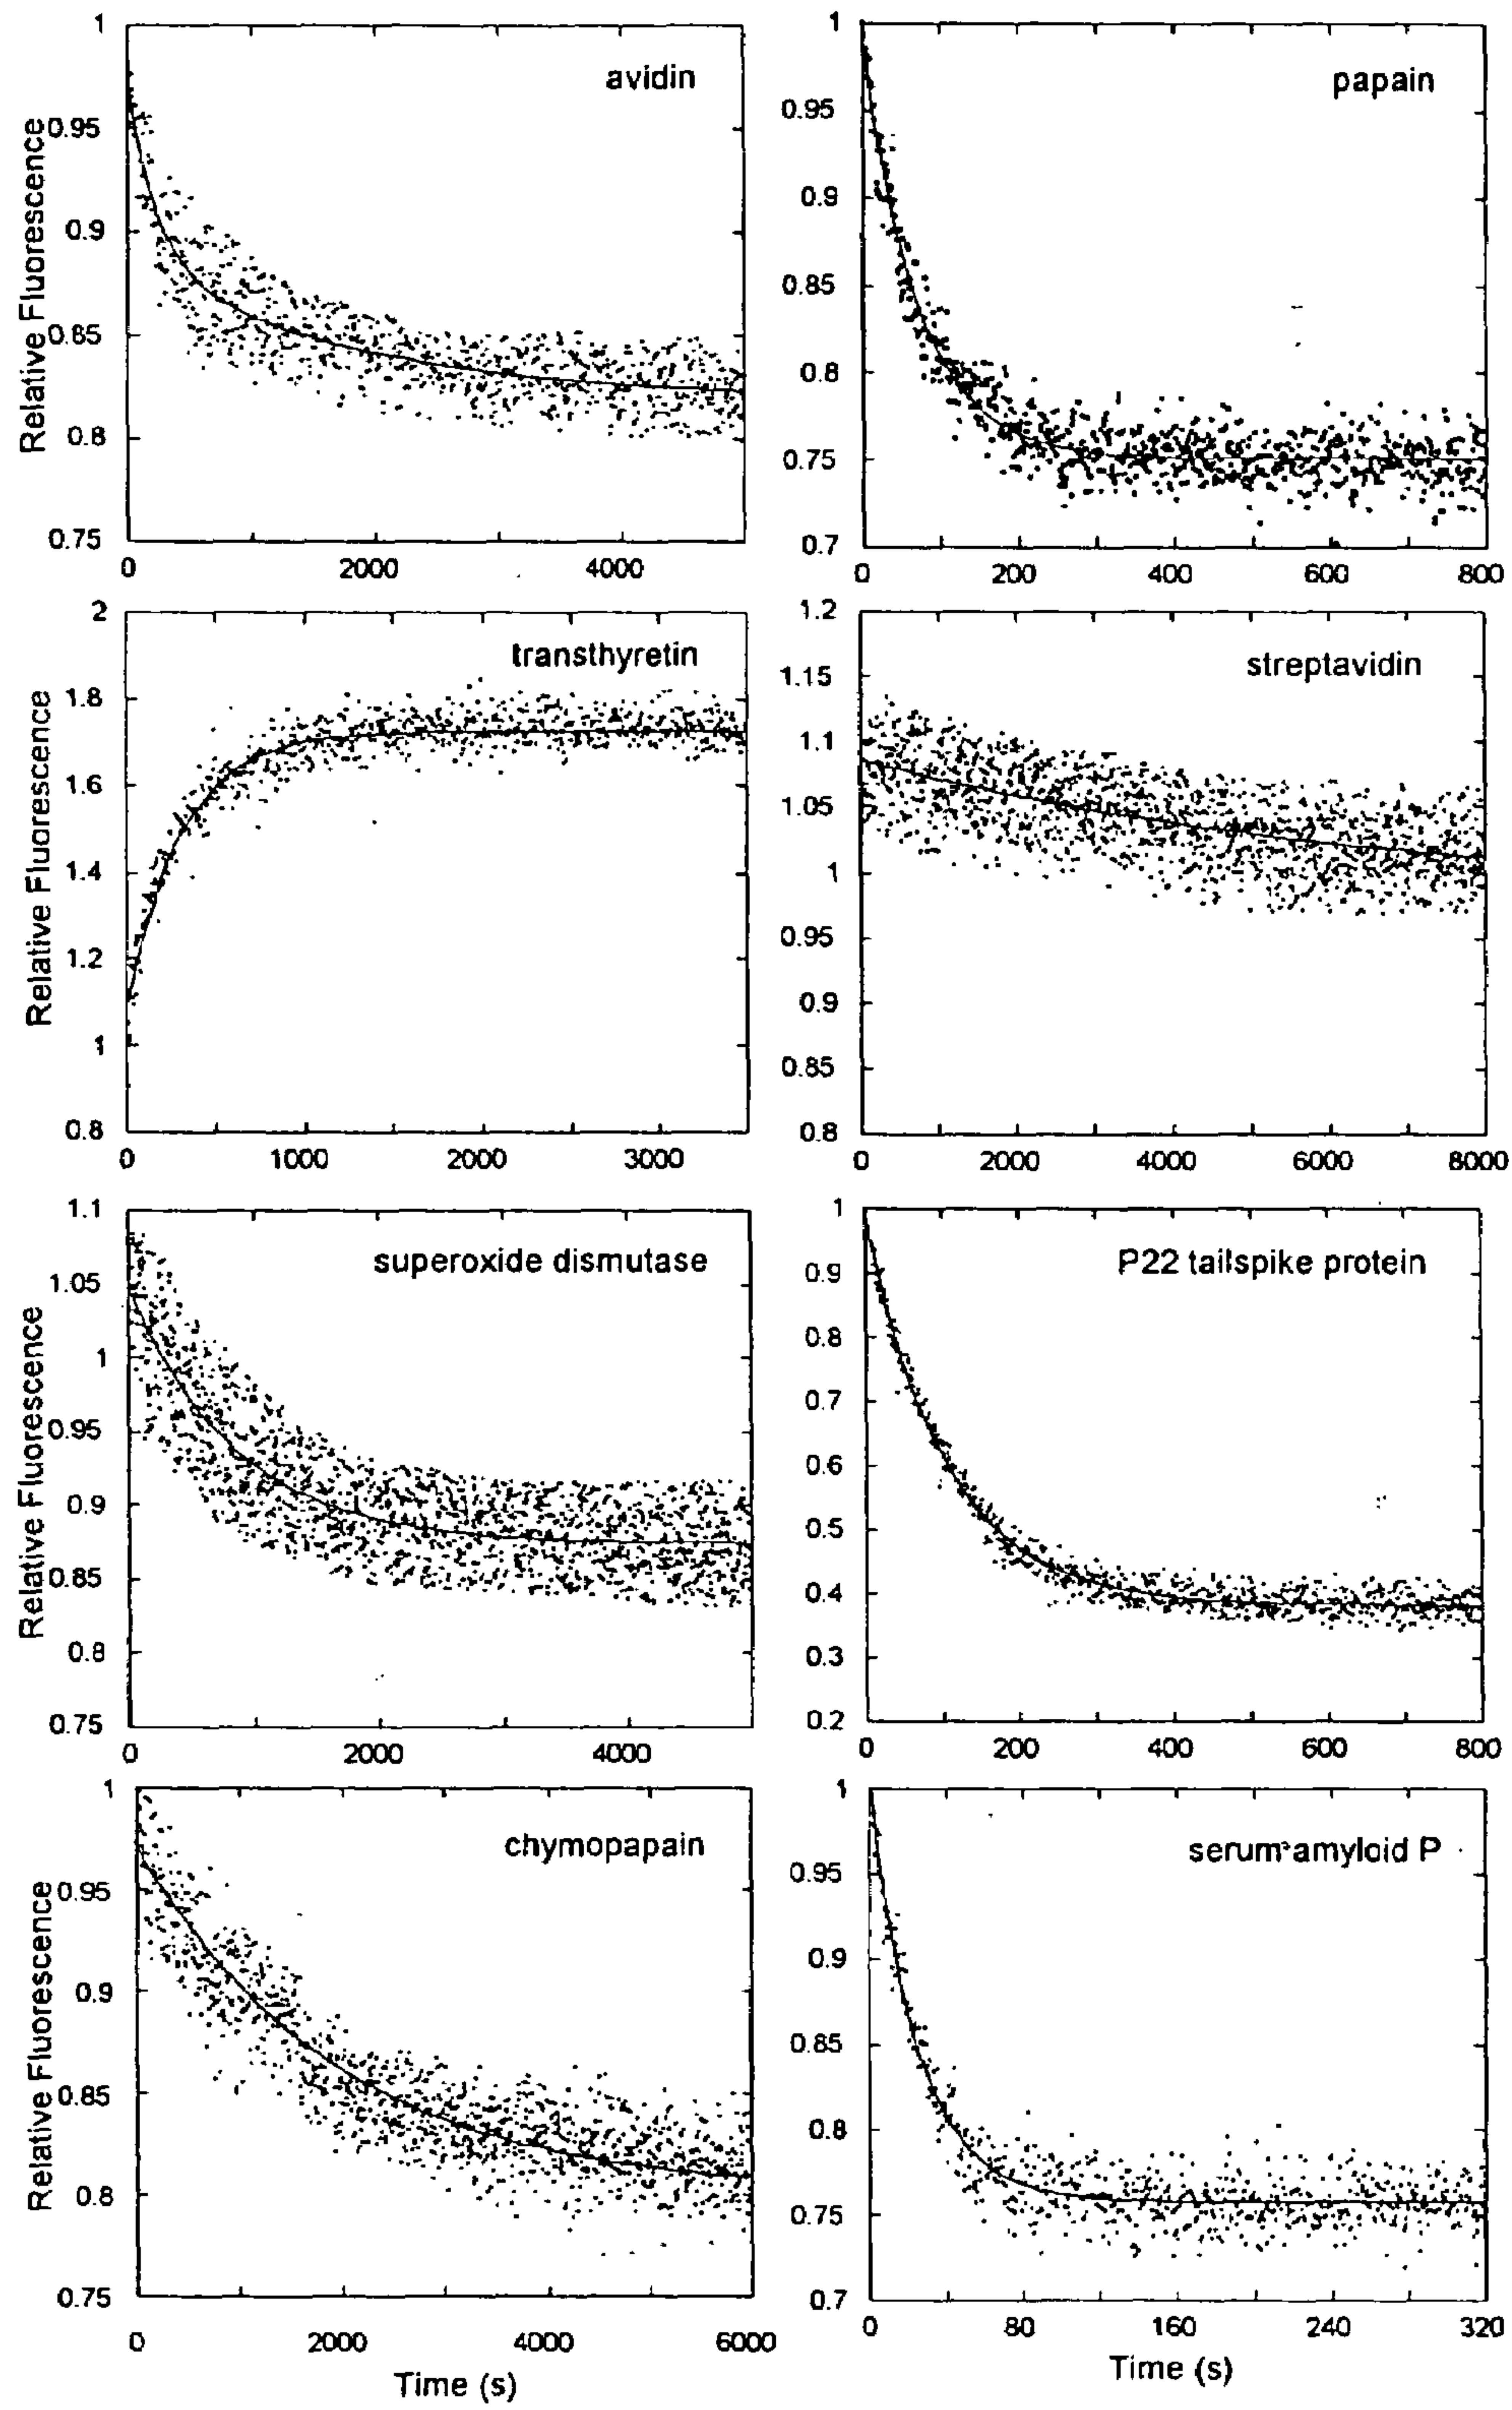 1
avidin
0.95
0.9
0.85
0.8
0.75
Relative Fluorescence
0 2000 4000
1
papain
0.95
0.9
0.85
0.8
0.75
0.7
0 200 400 600 800
2
transthyretin
1.8
1.6
1.4
1.2
1
0.8
Relative Fluorescence
0 1000 2000 3000
1.2
streptavidin
1.15
1.1
1.05
1
0.95
0.9
0.85
0.8
0 2000 4000 6000 8000
1.1
superoxide dismutase
1.05
1
0.95
0.9
0.85
0.8
0.75
Relative Fluorescence
0 2000 4000
1
P22 tailspike protein
0.9
0.8
0.7
0.6
0.5
0.4
0.3
0.2
0 200 400 600 800
1
chymopapain
0.95
0.9
0.85
0.8
0.75
Relative Fluorescence
0 2000 4000 6000
Time (s)
1
serum amyloid P
0.95
0.9
0.85
0.8
0.75
0.7
0 80 160 240 320
Time (s)